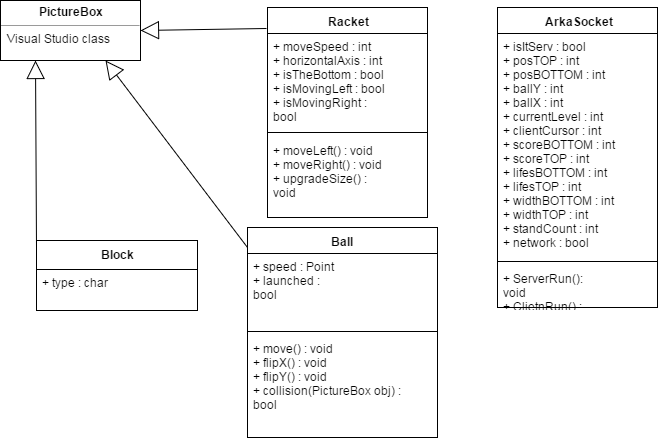 PictureBox
Visual Studio class
Racket
+ moveSpeed : int
+ horizontalAxis : int
+ isTheBottom : bool
+ isMovingLeft : bool
+ isMovingRight :
bool
+ moveLeft() : void
+ moveRight() : void
+ upgradeSize() :
void
ArkaSocket
+ isItServ : bool
+ posTOP : int
+ posBOTTOM : int
+ ballY : int
+ ballX : int
+ currentLevel : int
+ clientCursor : int
+ scoreBOTTOM : int
+ scoreTOP : int
+ lifesBOTTOM : int
+ lifesTOP : int
+ widthBOTTOM : int
+ widthTOP : int
+ standCount : int
+ network : bool
+ ServerRun():
void
+ ClietnRun() :
Block
+ type : char
Ball
+ speed : Point
+ launched :
bool
+ move() : void
+ flipX() : void
+ flipY() : void
+ collision(PictureBox obj) :
bool